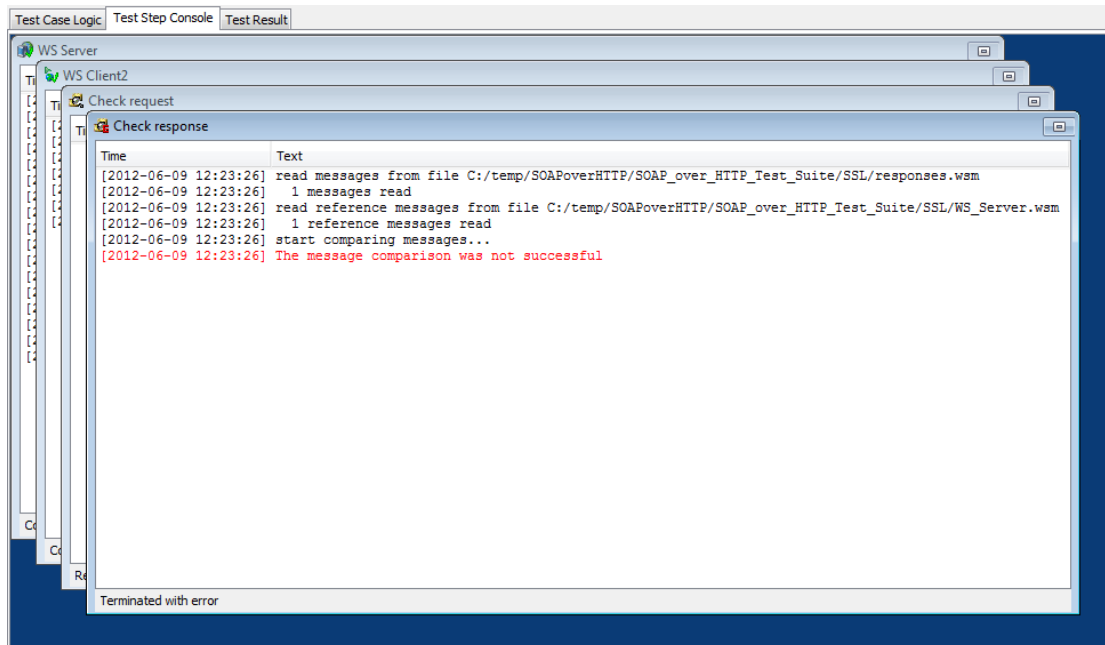 Test Case Logic Test Step Console Test Result
WS Server
WS Client2
Check request
Check response
Time Text
[2012-06-09 12:23:26] read messages from file C:/temp/SOAPoverHTTP/SOAP_over_HTTP_Test_Suite/SSL/responses.wsm
[2012-06-09 12:23:26] 1 messages read
[2012-06-09 12:23:26] read reference messages from file C:/temp/SOAPoverHTTP/SOAP_over_HTTP_Test_Suite/SSL/WS_Server.wsm
[2012-06-09 12:23:26] 1 reference messages read
[2012-06-09 12:23:26] start comparing messages...
[2012-06-09 12:23:26] The message comparison was not successful
Terminated with error